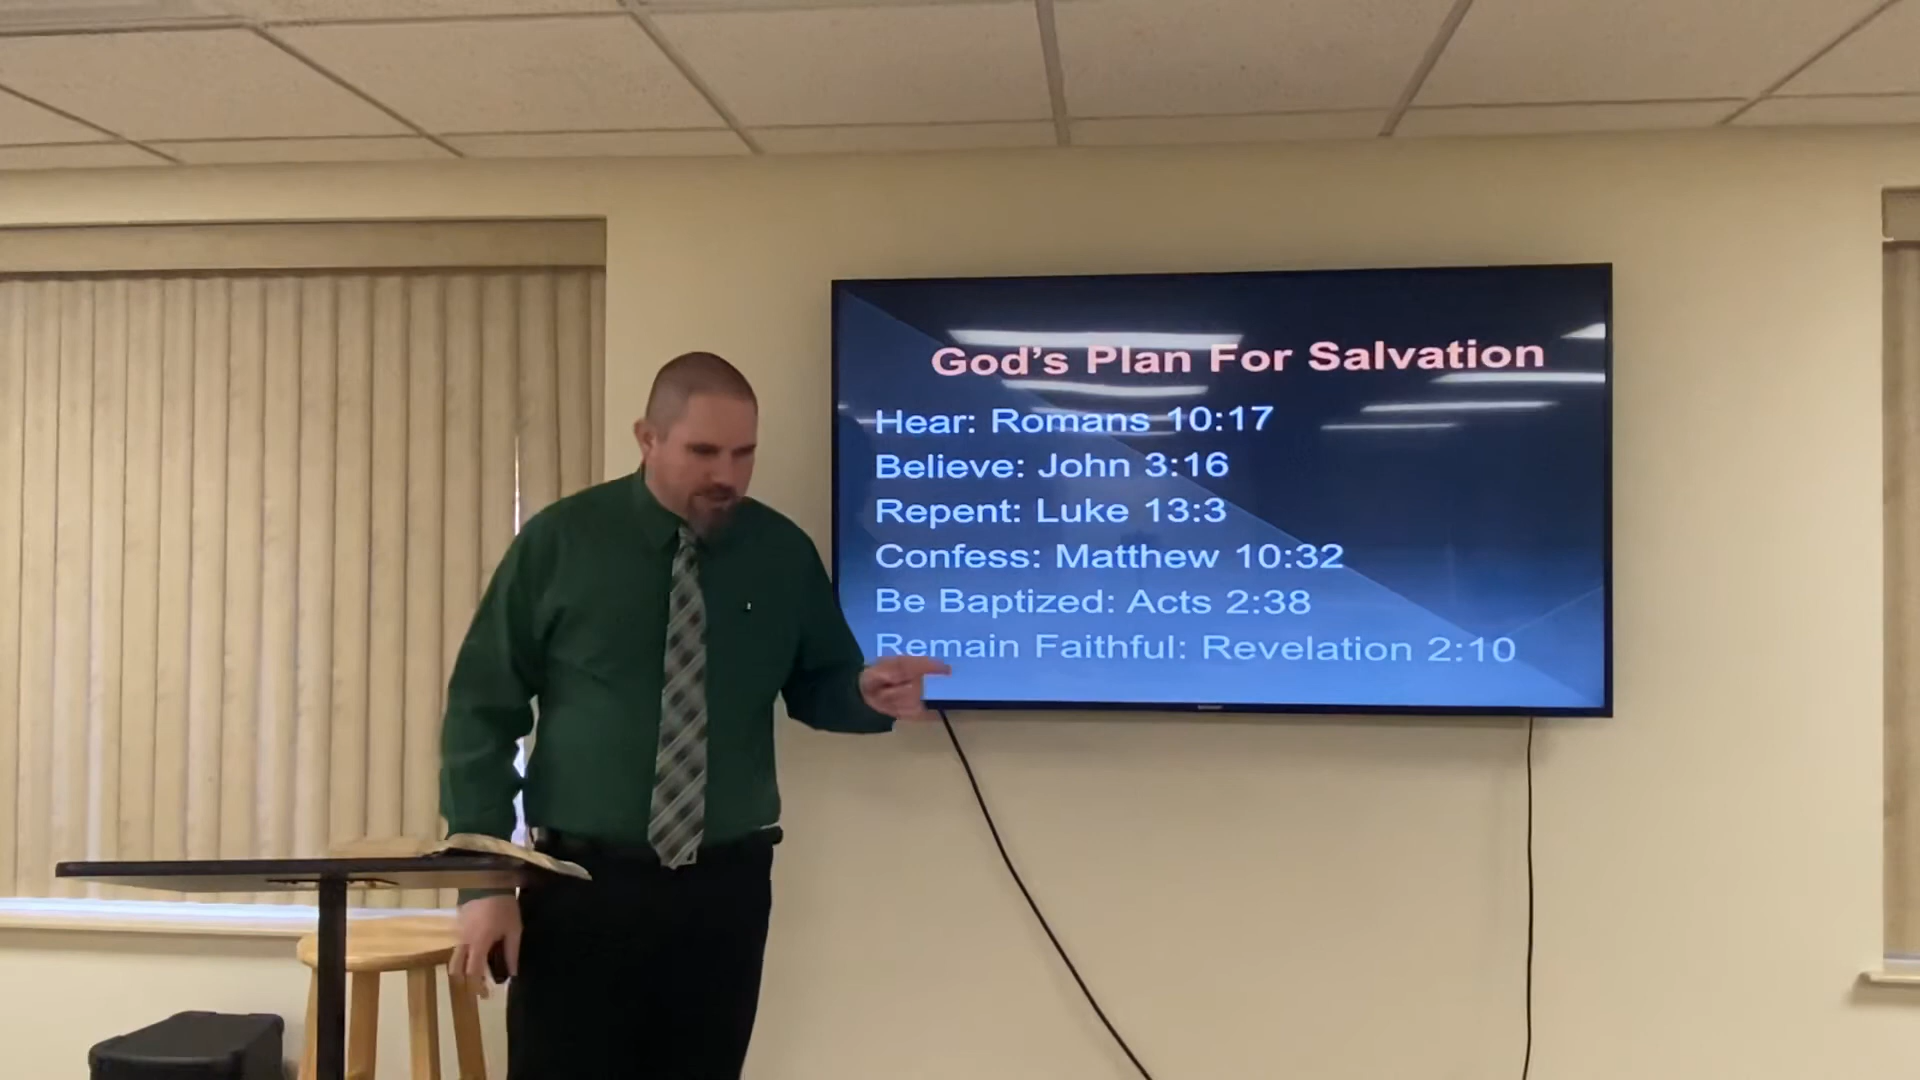 God's Plan For Salvation
Hear: Romans 10:17
Believe: John 3:16
Repent: Luke 13:3
Confess: Matthew 10:32
Be Baptized: Acts 2:38
Remain Faithful: Revelation 2:10